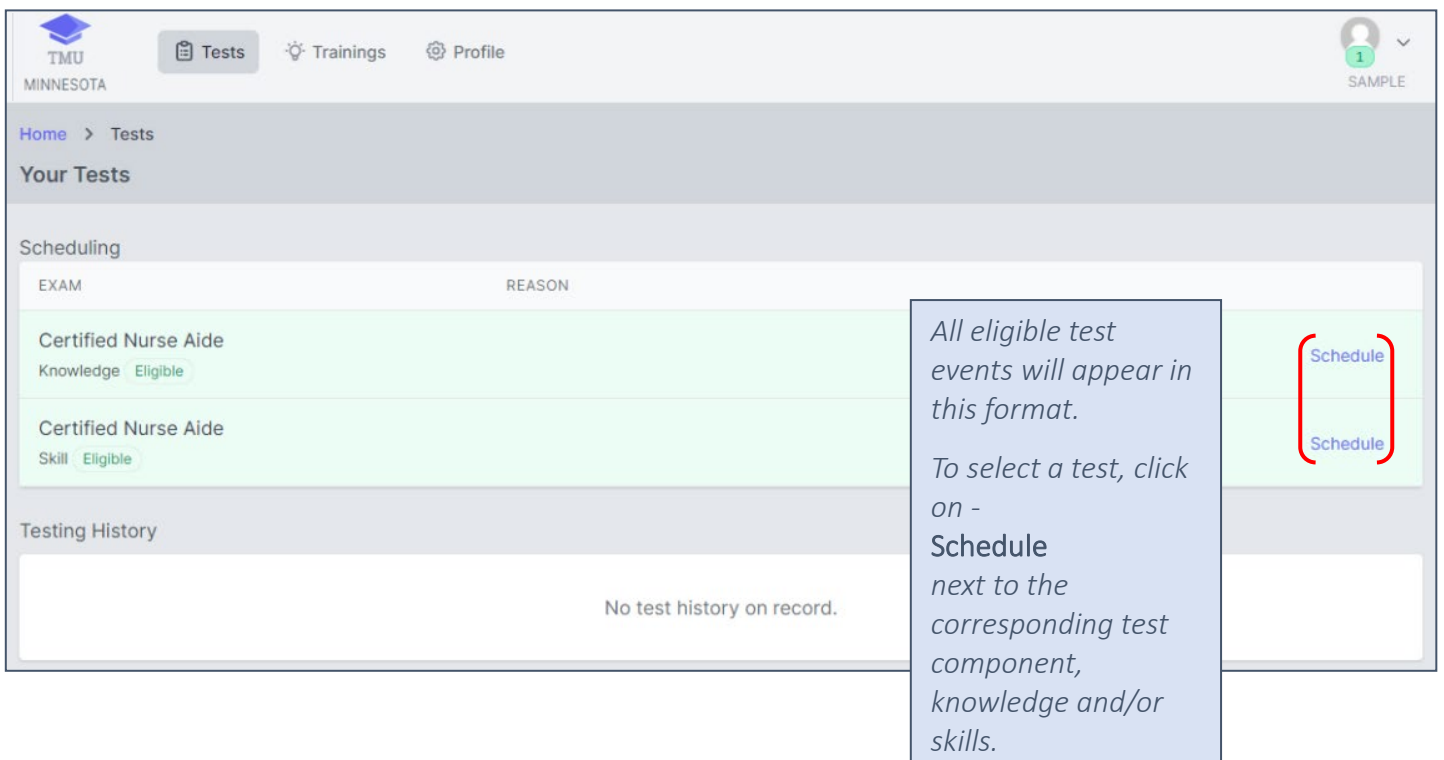 TMU
MINNESOTA
Tests
Trainings
Profile
1
SAMPLE
Home > Tests
Your Tests
Scheduling
EXAM REASON
Certified Nurse Aide
Knowledge Eligible
Schedule
Certified Nurse Aide
Skill Eligible
Schedule
Testing History
No test history on record.
All eligible test
events will appear in
this format.
To select a test, click
on -
Schedule
next to the
corresponding test
component,
knowledge and/or
skills.